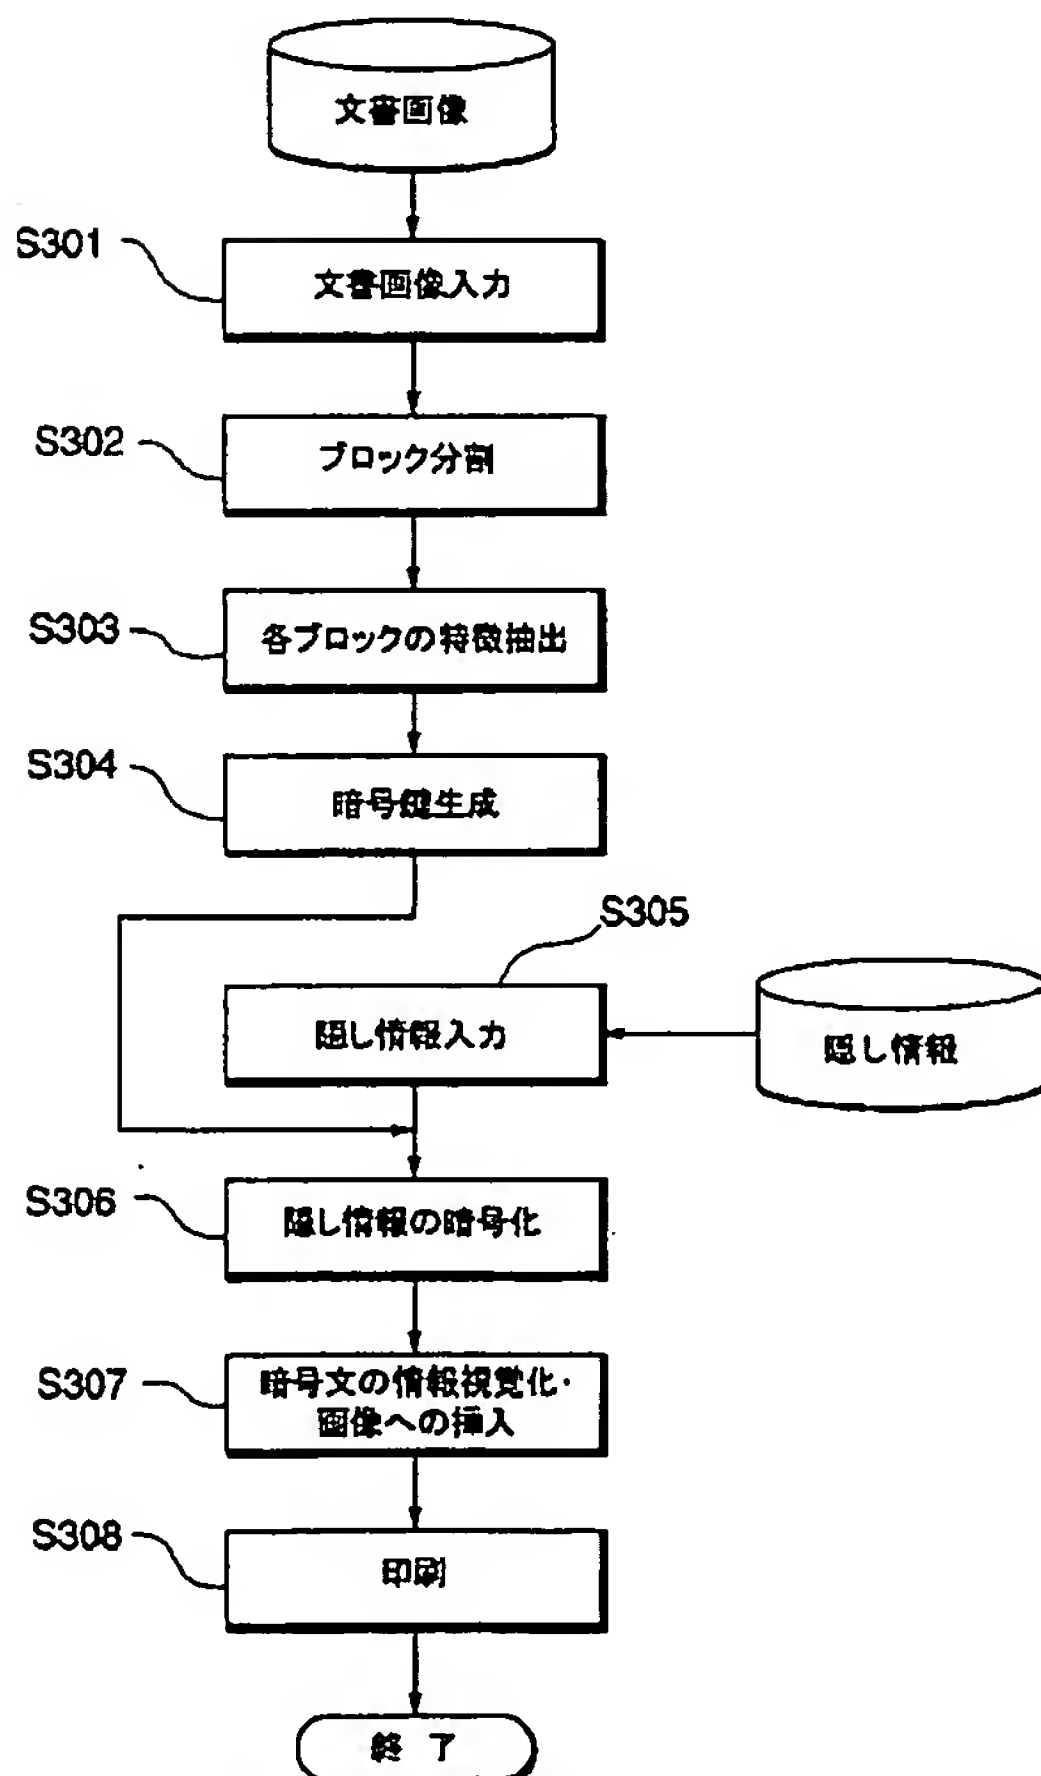 文書画像
S301
文書画像入力
S302
ブロック分割
S303
各ブロックの特徴抽出
S304
暗号鍵生成
S305
隠し情報入力
隠し情報
S306
隠し情報の暗号化
S307
暗号文の情報視覚化・
画像への挿入
S308
印刷
終 了